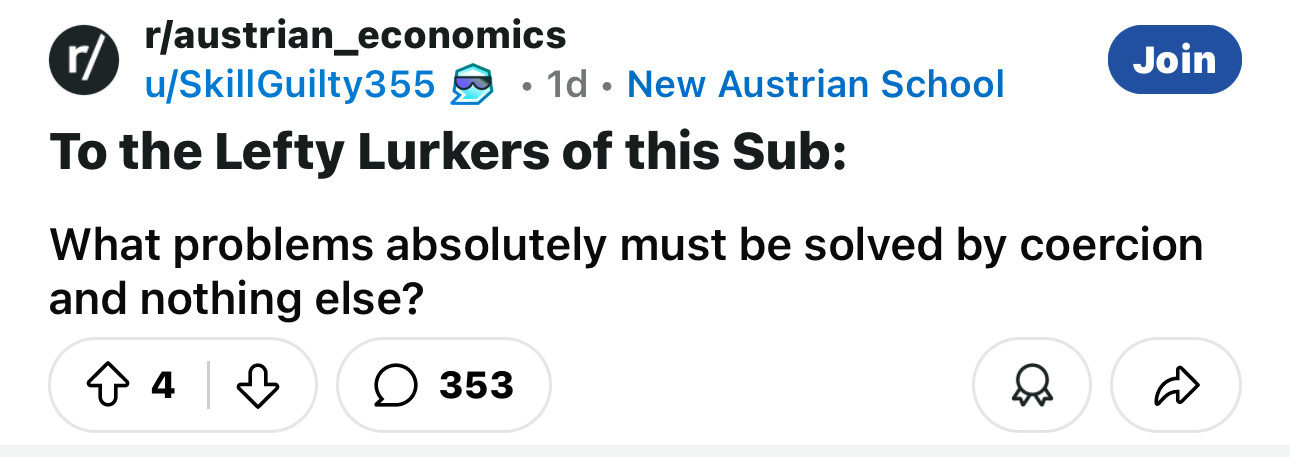 r/
r/austrian_economics
u/SkillGuilty355 • 1d • New Austrian School
Join
To the Lefty Lurkers of this Sub:
What problems absolutely must be solved by coercion
and nothing else?
4
353